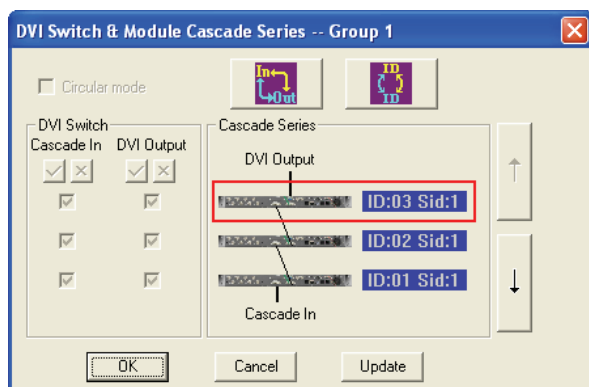 DVI Switch & Module Cascade Series -- Group 1
Circular mode
In
Out
ID
ID
DVI Switch
Cascade In DVI Output
Cascade Series
DVI Output
ID:03 Sid:1
ID:02 Sid:1
ID:01 Sid:1
Cascade In
OK
Cancel
Update